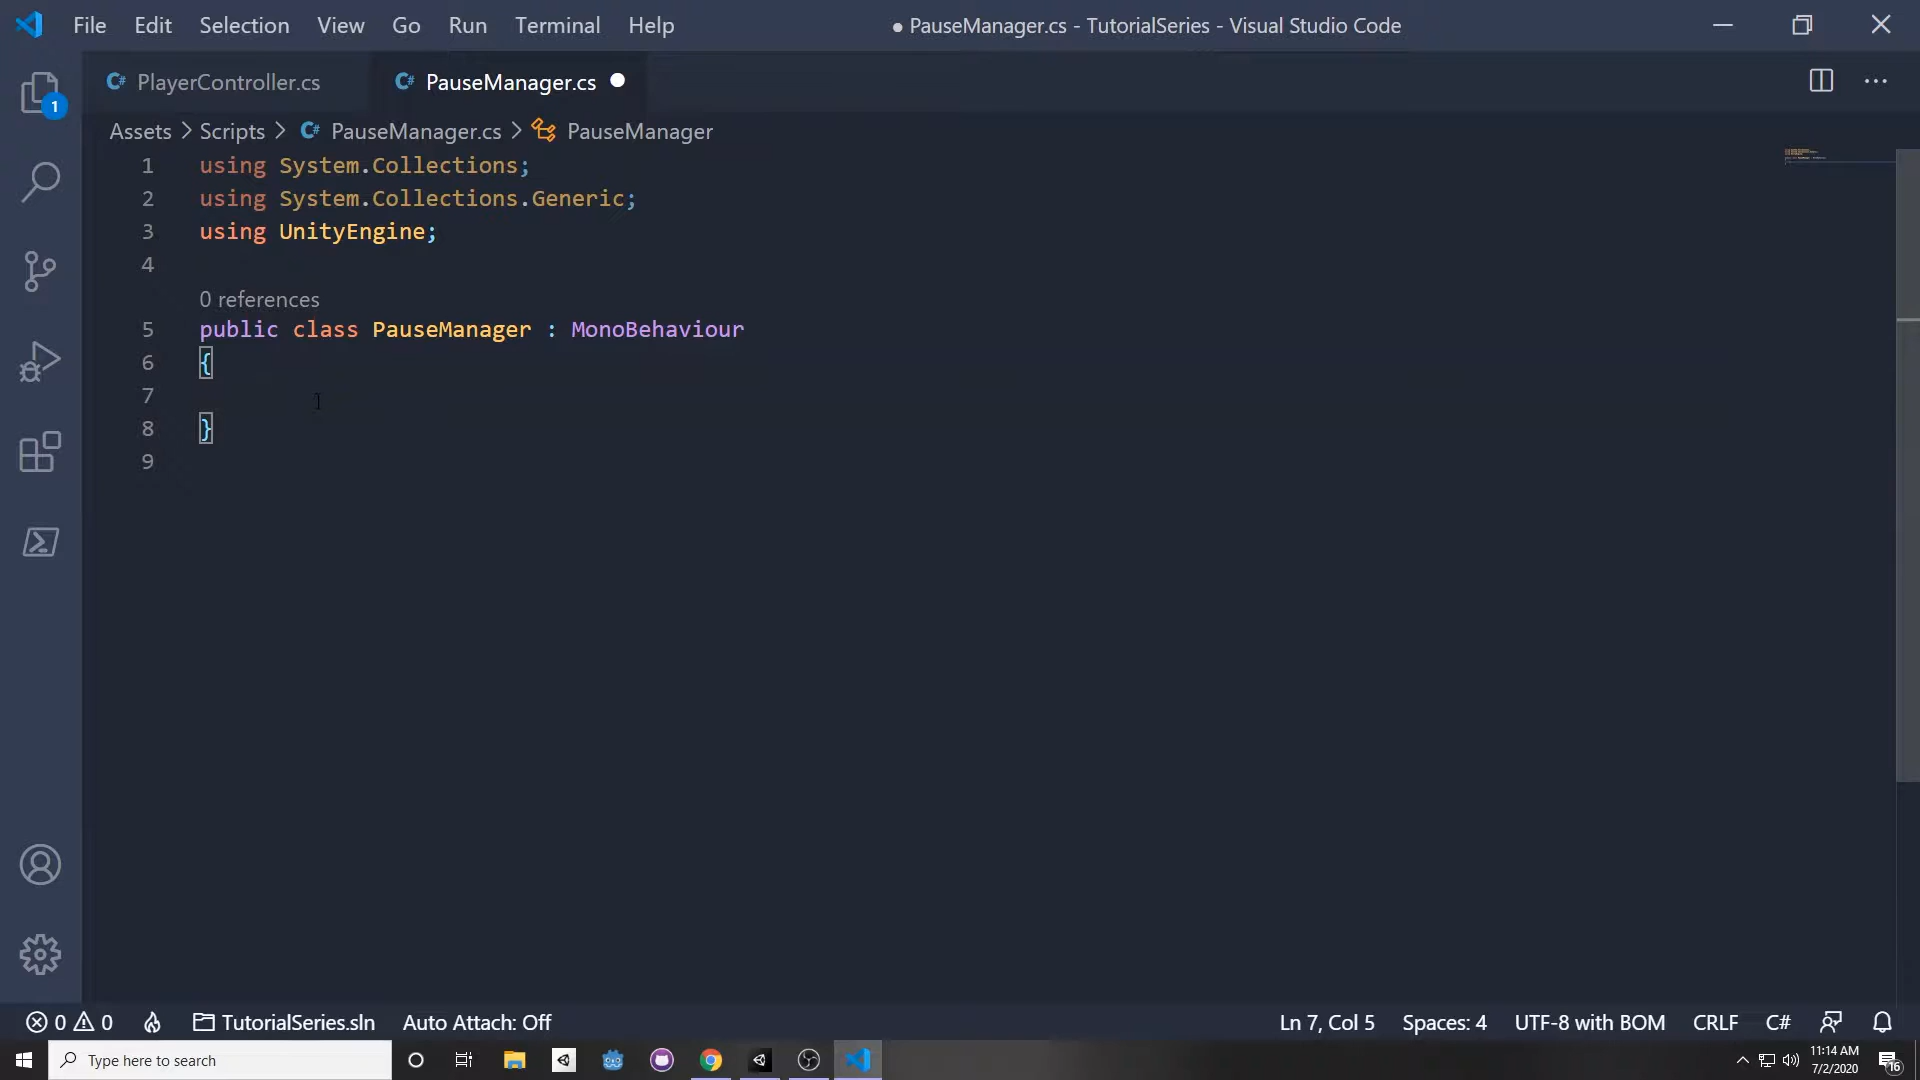 File Edit Selection View Go Run Terminal Help
● PauseManager.cs - TutorialSeries - Visual Studio Code
PlayerController.cs
PauseManager.cs
Assets > Scripts > PauseManager.cs > PauseManager
1 using System.Collections;
2 using System.Collections.Generic;
3 using UnityEngine;
4
0 references
5 public class PauseManager : MonoBehaviour
6 {
7
8 }
9
1
0 0 TutorialSeries.sln Auto Attach: Off
Ln 7, Col 5 Spaces: 4 UTF-8 with BOM CRLF C#
Type here to search
11:14 AM
7/2/2020
16